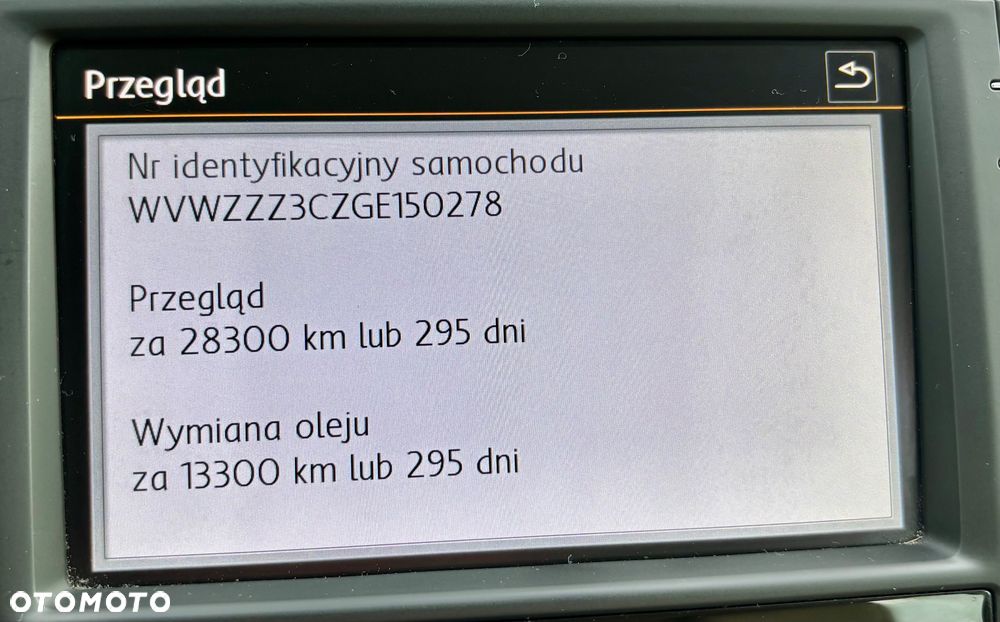 Przegląd
Nr identyfikacyjny samochodu
WVWZZZ3CZGE150278
Przegląd
za 28300 km lub 295 dni
Wymiana oleju
za 13300 km lub 295 dni
OTOMOTO